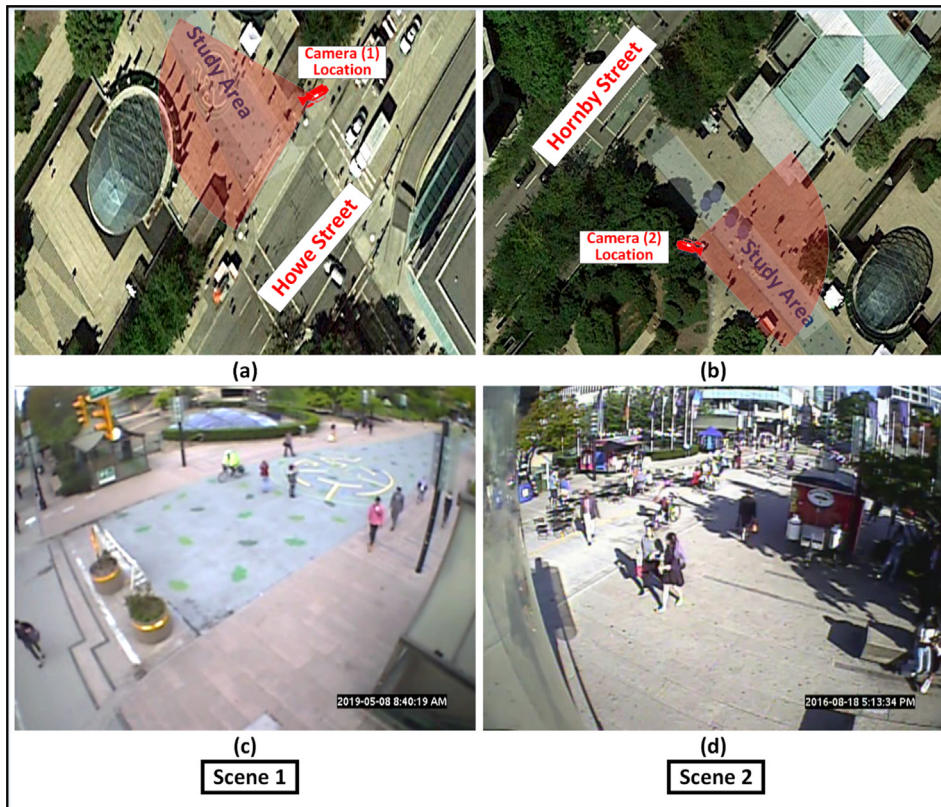 Study Area
Camera (1)
Location
Howe Street
(a)
Hornby Street
Camera (2)
Location
Study Area
(b)
2019-05-08 8:40:19 AM
(c)
Scene 1
2016-08-18 5:13:34 PM
(d)
Scene 2